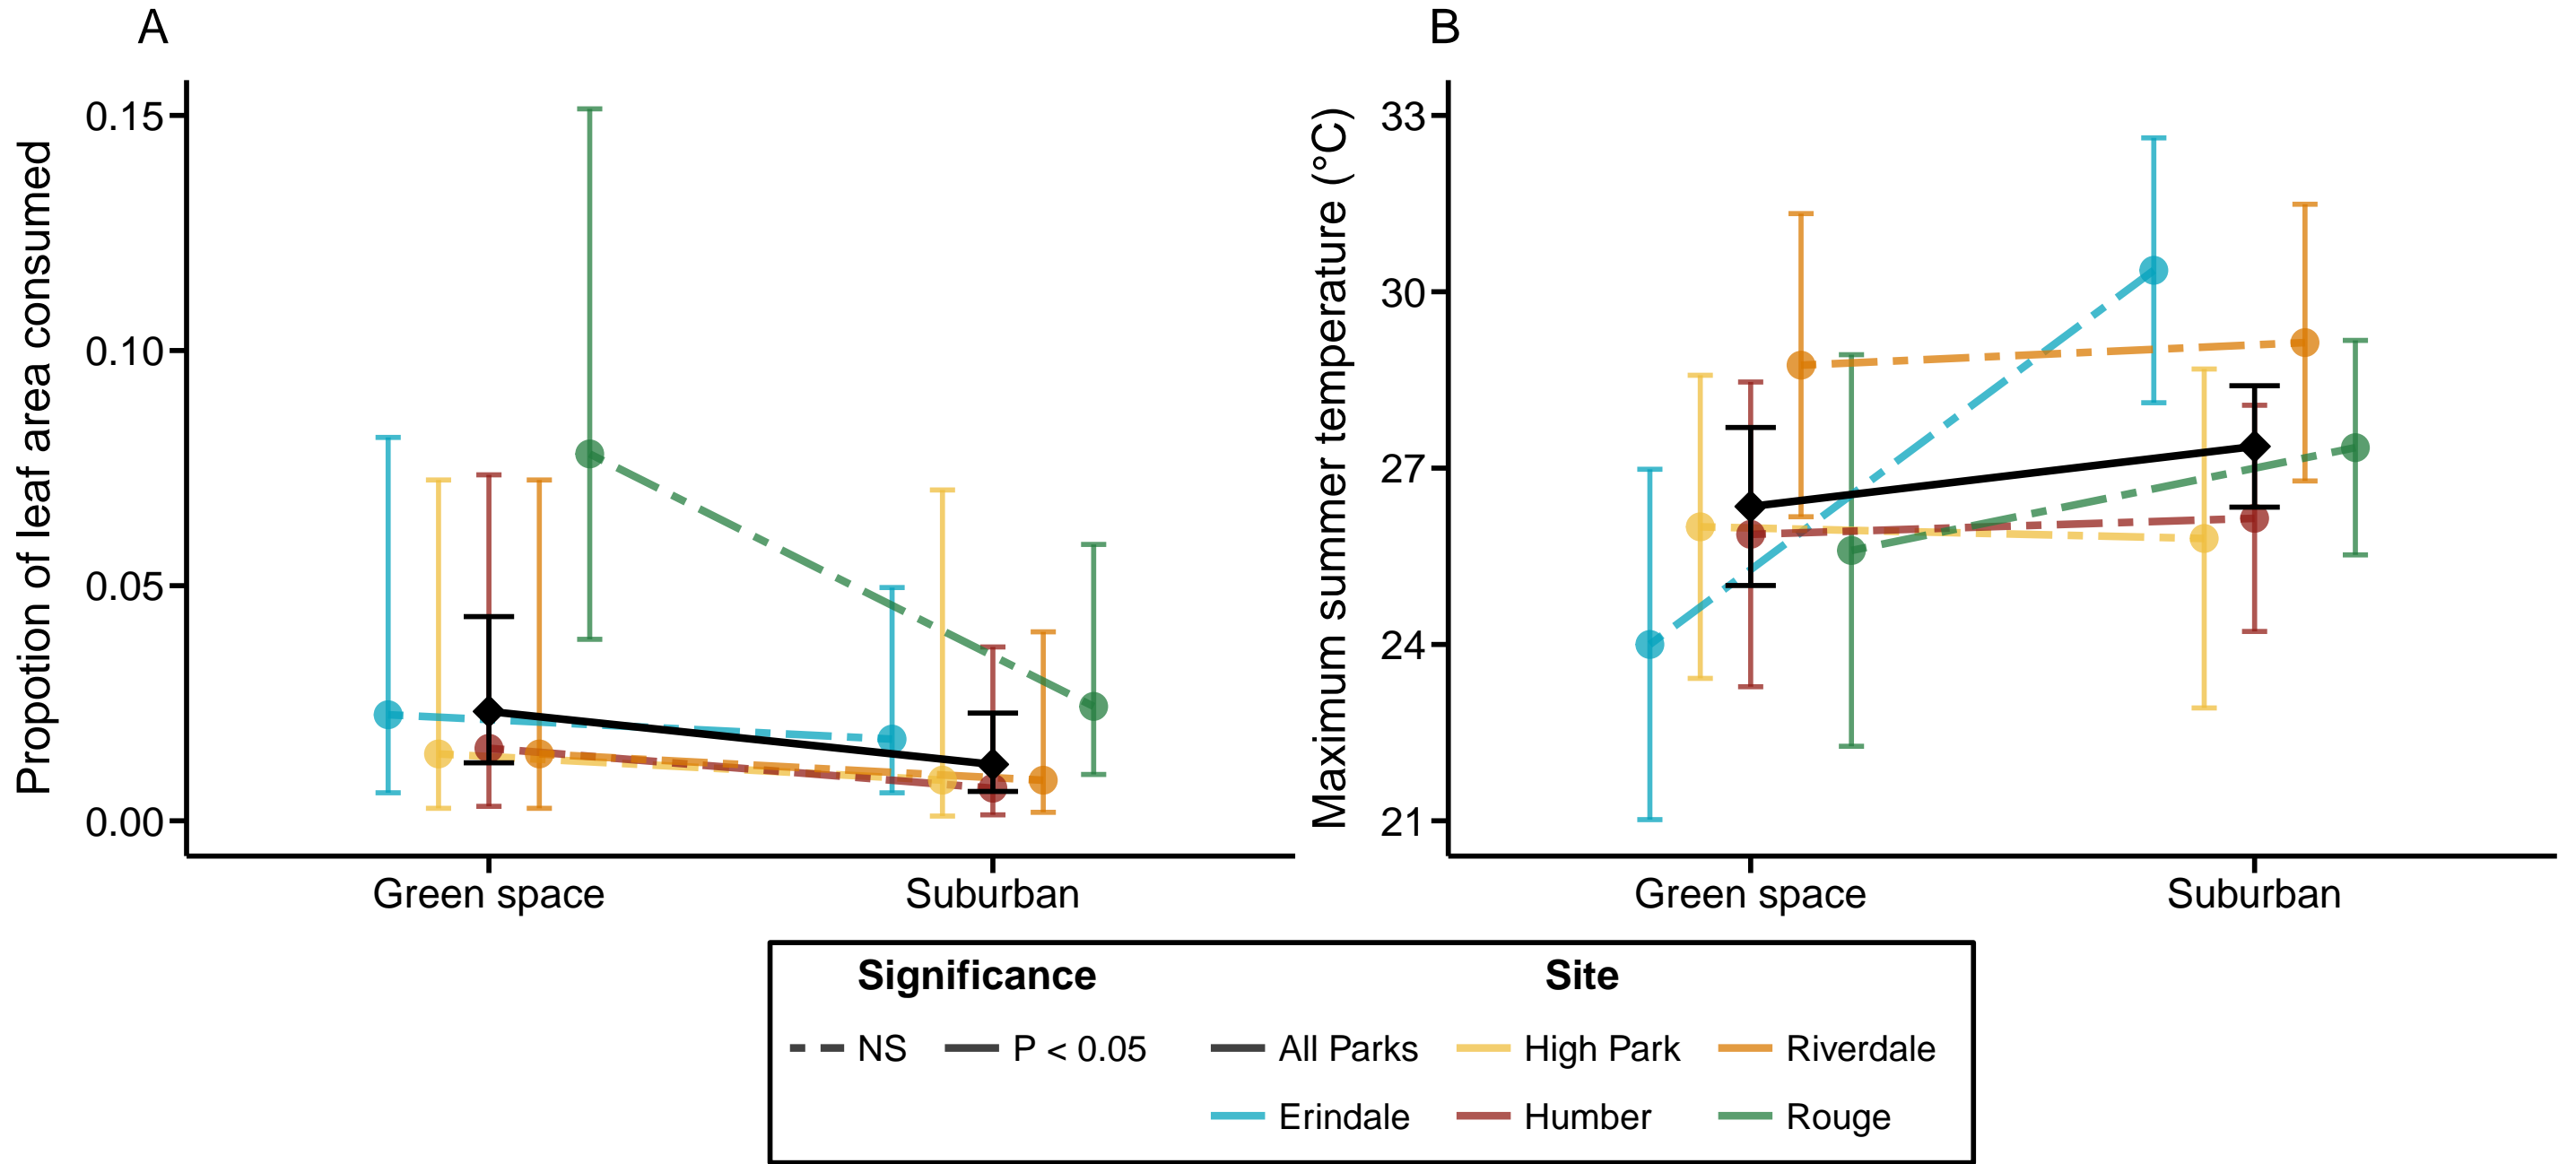 A
B
Propotion of leaf area consumed
0.15
0.10
0.05
0.00
Green space
Suburban
Maximum summer temperature (°C)
33
30
27
24
21
Green space
Suburban
Significance
Site
NS
P < 0.05
All Parks
High Park
Riverdale
Erindale
Humber
Rouge